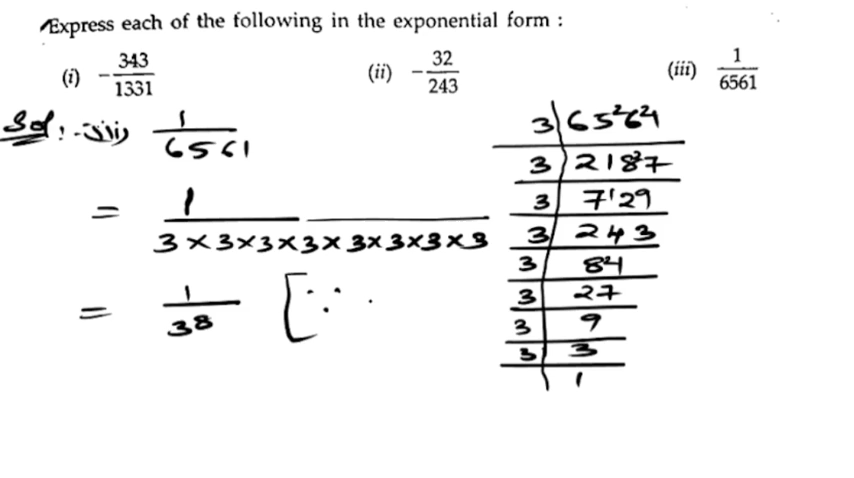 Express each of the following in the exponential form :
(i) -343/1331 (ii) -32/243 (iii) 1/6561
Sol : - (iii) 1/6561
= 1/3×3×3×3×3×3×3×3
= 1/3⁸ [∵
3 | 6561
3 | 2187
3 | 729
3 | 243
3 | 81
3 | 27
3 | 9
3 | 3
| 1